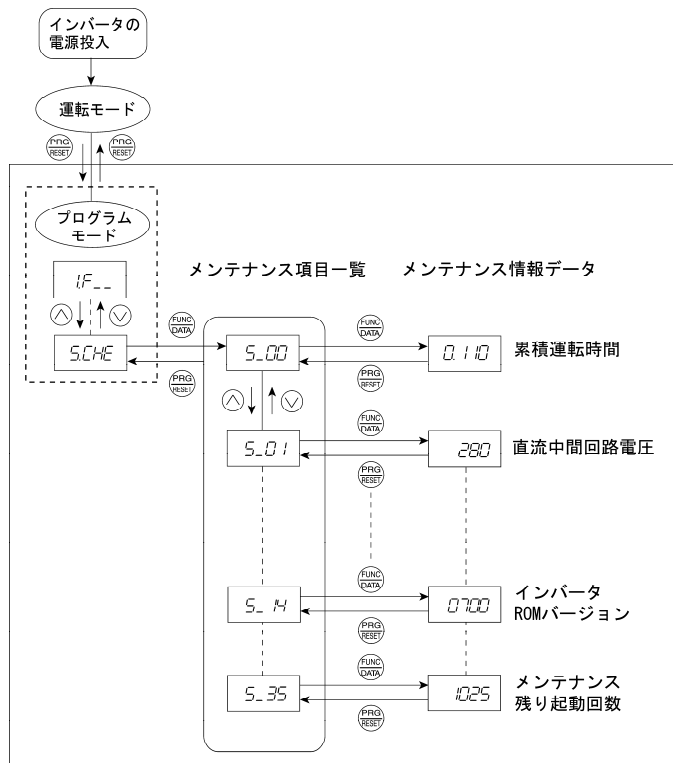 インバータの
電源投入
運転モード
PRG
RESET
PRG
RESET
プログラム
モード
メンテナンス項目一覧
メンテナンス情報データ
1.F__
FUNC
DATA
FUNC
DATA
5.CHE
5_00
0.110
累積運転時間
PRG
RESET
PRG
RESET
FUNC
DATA
5_01
280
直流中間回路電圧
PRG
RESET
FUNC
DATA
5_14
0700
インバータ
ROMバージョン
PRG
RESET
FUNC
DATA
5_35
1025
メンテナンス
残り起動回数
PRG
RESET